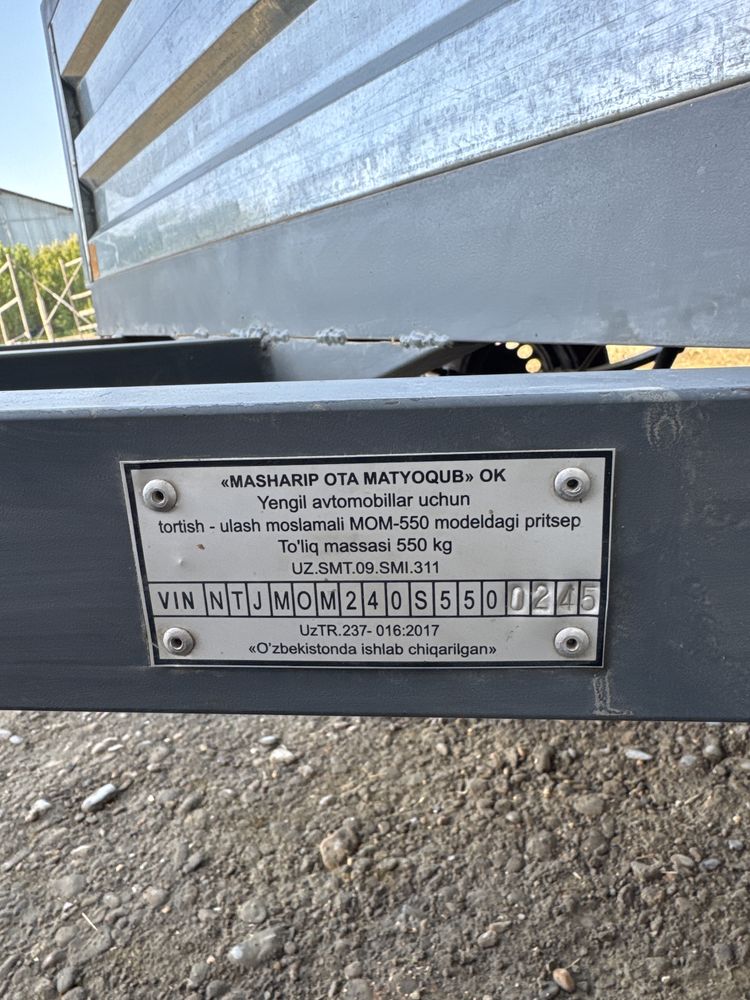 «MASHARIP OTA MATYOQUB» OK
Yengil avtomobillar uchun
tortish - ulash moslamali MOM-550 modeldagi pritsep
To'liq massasi 550 kg
UZ.SMT.09.SMI.311
VIN NTJMOM240S5500245
UzTR.237- 016:2017
«O'zbekistonda ishlab chiqarilgan»